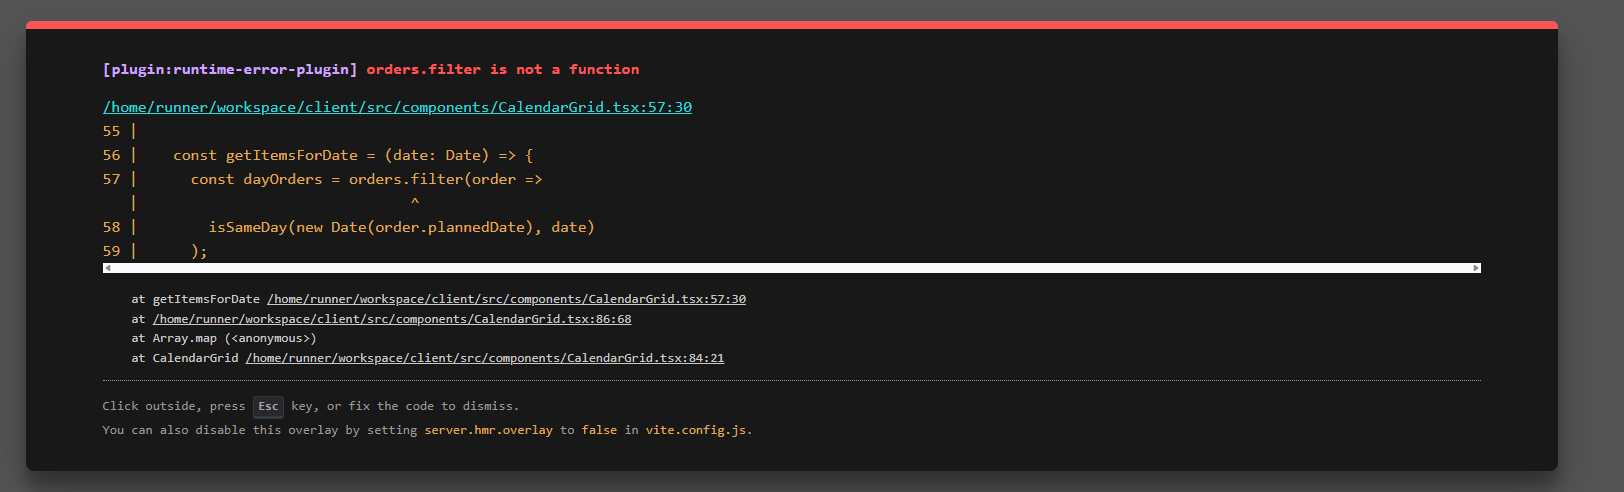 [plugin:runtime-error-plugin] orders.filter is not a function
/home/runner/workspace/client/src/components/CalendarGrid.tsx:57:30
55 |
56 |    const getItemsForDate = (date: Date) => {
57 |      const dayOrders = orders.filter(order =>
   |                                ^
58 |        isSameDay(new Date(order.plannedDate), date)
59 |      );
at getItemsForDate /home/runner/workspace/client/src/components/CalendarGrid.tsx:57:30
at /home/runner/workspace/client/src/components/CalendarGrid.tsx:86:68
at Array.map (<anonymous>)
at CalendarGrid /home/runner/workspace/client/src/components/CalendarGrid.tsx:84:21
Click outside, press Esc key, or fix the code to dismiss.
You can also disable this overlay by setting server.hmr.overlay to false in vite.config.js.